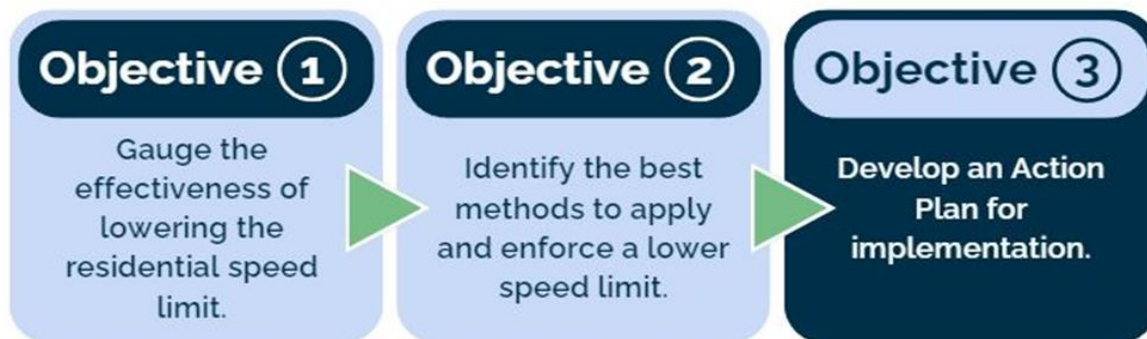 Objective 1
Gauge the
effectiveness of
lowering the
residential speed
limit.
Objective 2
Identify the best
methods to apply
and enforce a lower
speed limit.
Objective 3
Develop an Action
Plan for
implementation.